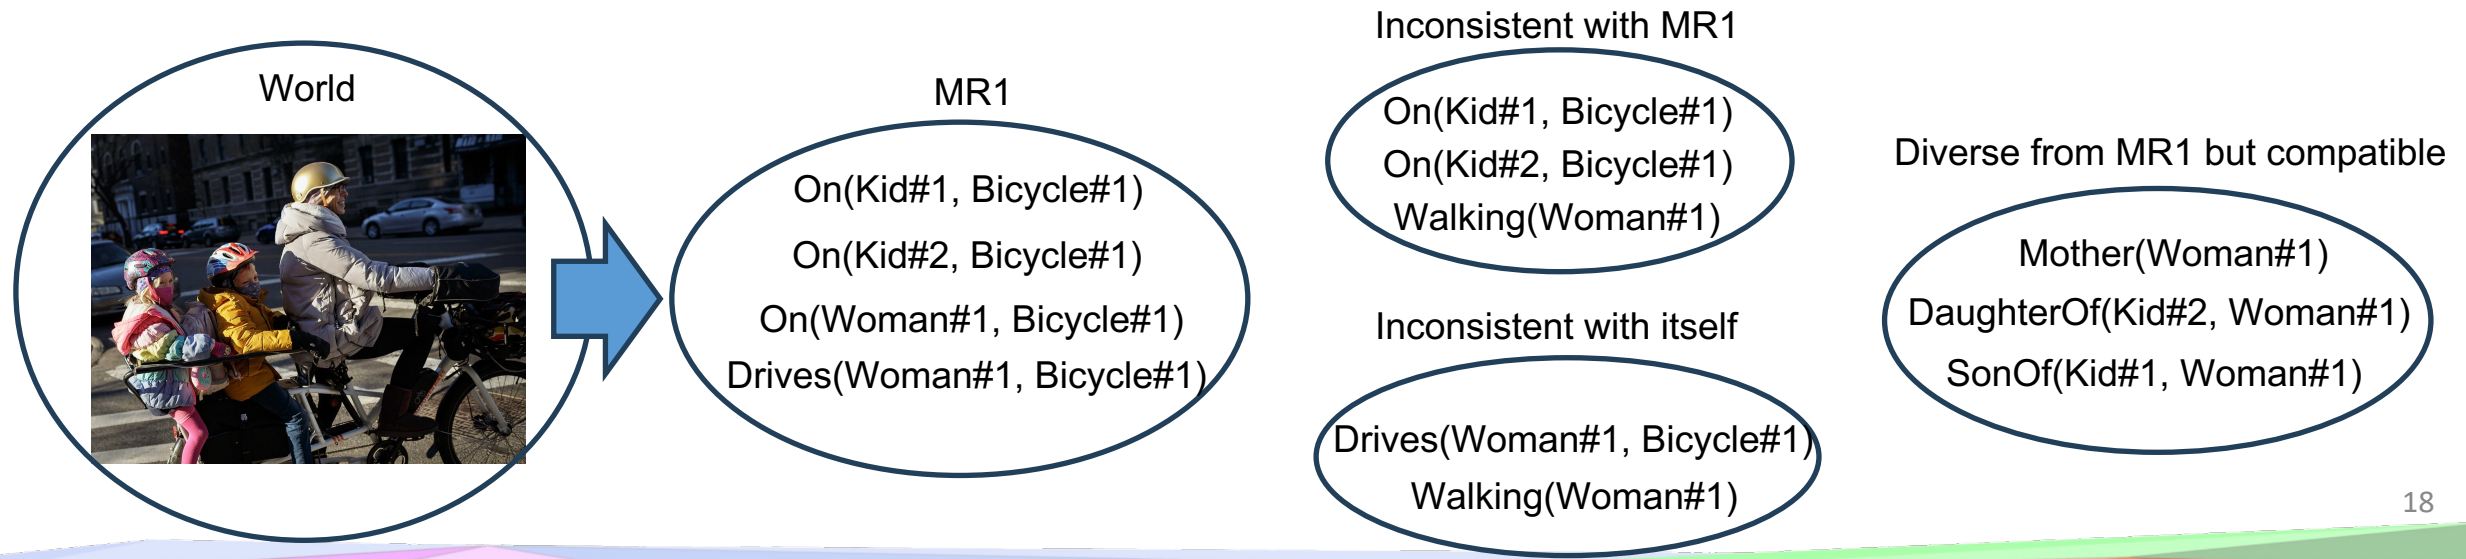 World
MR1
On(Kid#1, Bicycle#1)
On(Kid#2, Bicycle#1)
On(Woman#1, Bicycle#1)
Drives(Woman#1, Bicycle#1)
Inconsistent with MR1
On(Kid#1, Bicycle#1)
On(Kid#2, Bicycle#1)
Walking(Woman#1)
Inconsistent with itself
Drives(Woman#1, Bicycle#1)
Walking(Woman#1)
Diverse from MR1 but compatible
Mother(Woman#1)
DaughterOf(Kid#2, Woman#1)
SonOf(Kid#1, Woman#1)
18